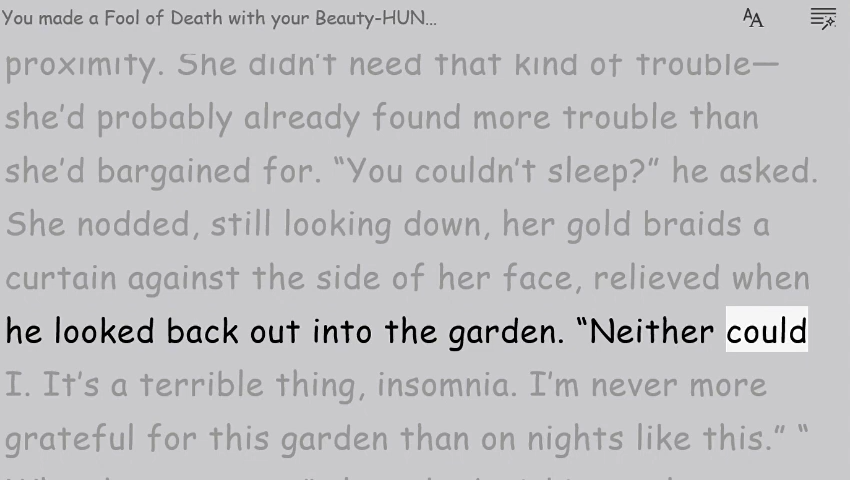 You made a Fool of Death with your Beauty-HUN...
proximity. She didn't need that kind of trouble—
she'd probably already found more trouble than
she'd bargained for. “You couldn't sleep?” he asked.
She nodded, still looking down, her gold braids a
curtain against the side of her face, relieved when
he looked back out into the garden. “Neither could
I. It's a terrible thing, insomnia. I'm never more
grateful for this garden than on nights like this.” “